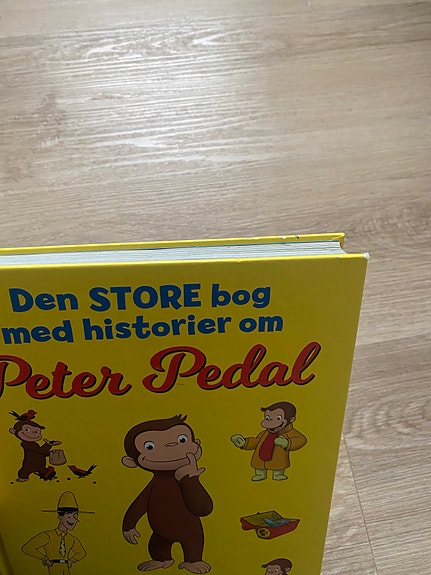 Den STORE bog
med historier om
Peter Pedal